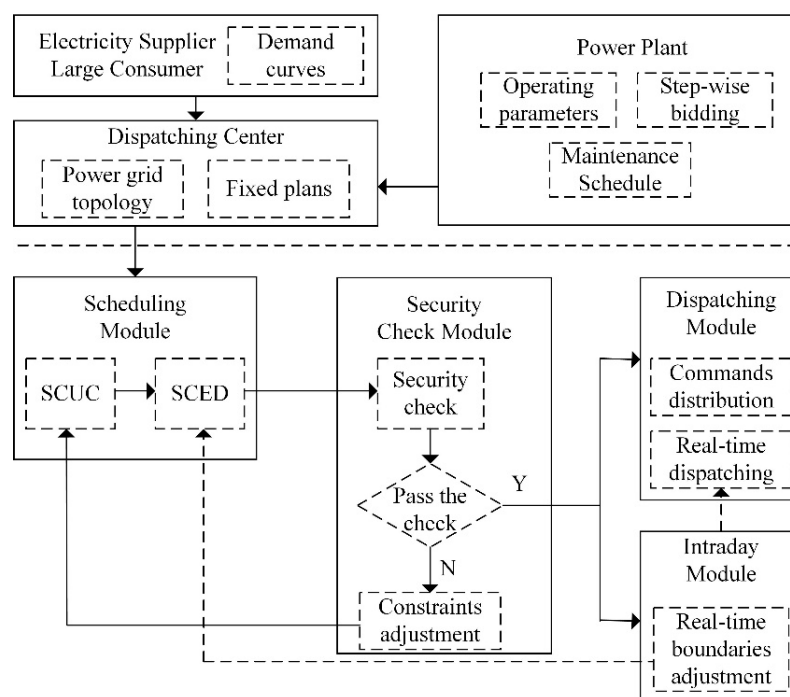 Electricity Supplier
Large Consumer
Demand
curves
Power Plant
Operating
parameters
Step-wise
bidding
Maintenance
Schedule
Dispatching Center
Power grid
topology
Fixed plans
Scheduling
Module
SCUC
SCED
Security
Check Module
Security
check
Pass the
check
Y
N
Constraints
adjustment
Dispatching
Module
Commands
distribution
Real-time
dispatching
Intraday
Module
Real-time
boundaries
adjustment